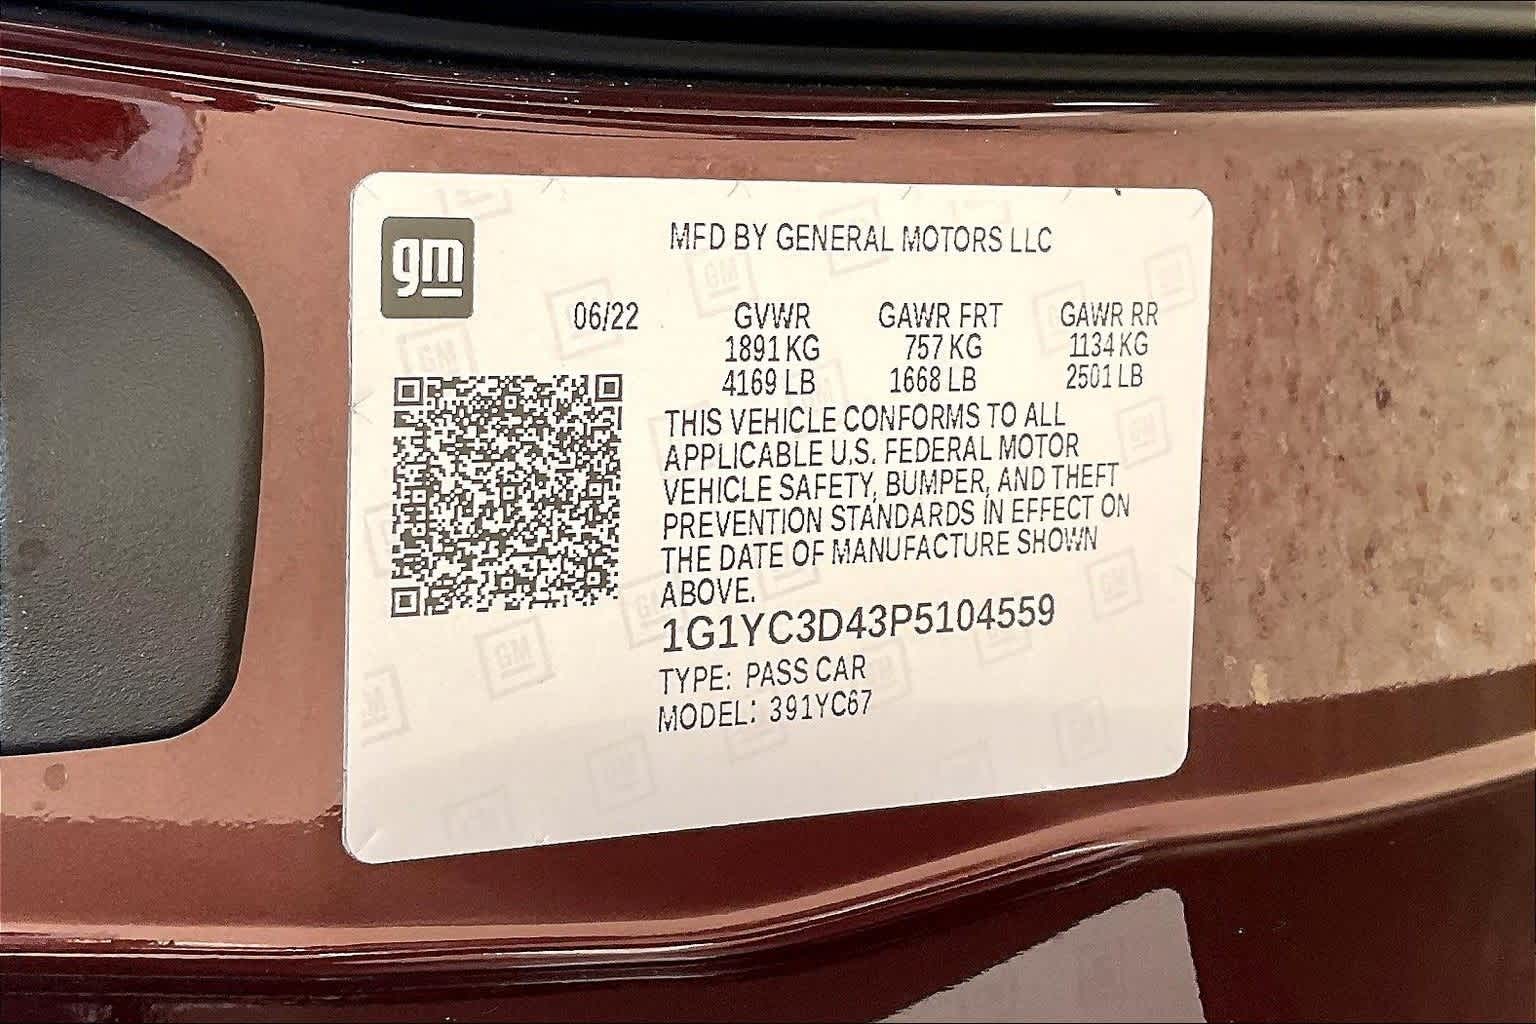 gm
MFD BY GENERAL MOTORS LLC
06/22 GVWR GAWR FRT GAWR RR
1891 KG 757 KG 1134 KG
4169 LB 1668 LB 2501 LB
THIS VEHICLE CONFORMS TO ALL
APPLICABLE U.S. FEDERAL MOTOR
VEHICLE SAFETY, BUMPER, AND THEFT
PREVENTION STANDARDS IN EFFECT ON
THE DATE OF MANUFACTURE SHOWN
ABOVE.
1G1YC3D43P5104559
TYPE: PASS CAR
MODEL: 391YC67